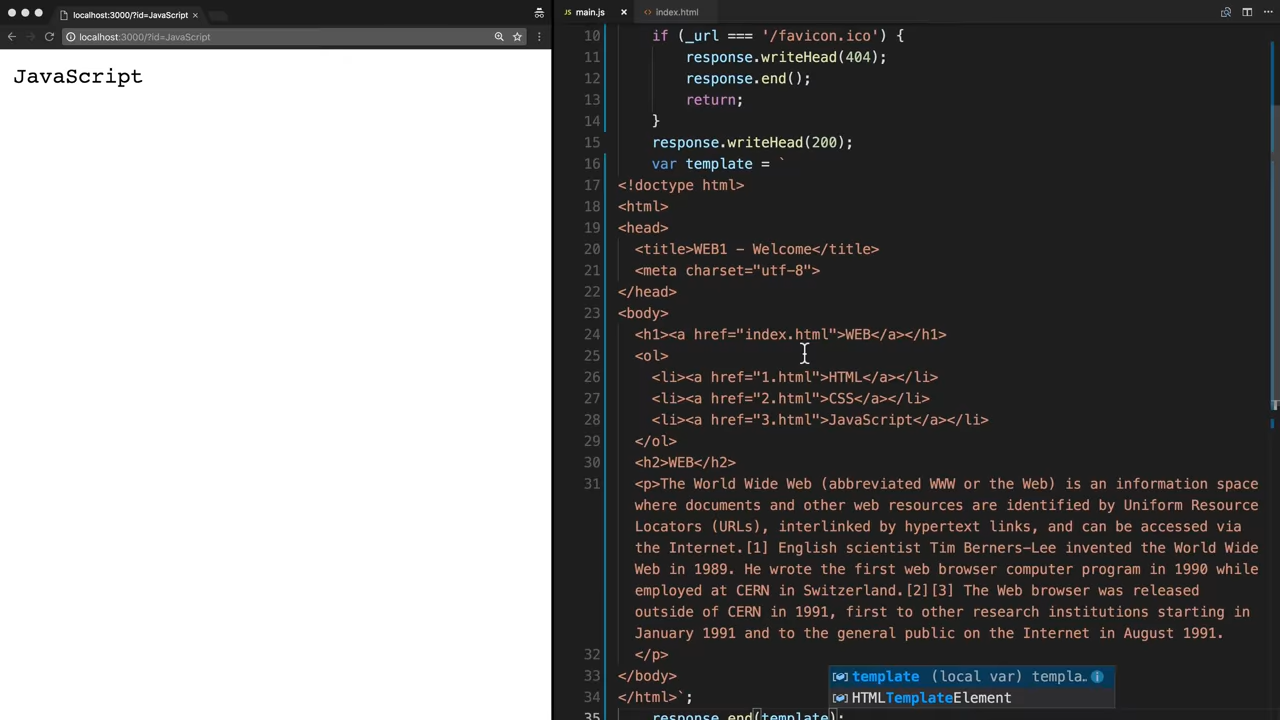 localhost:3000/?id=JavaScript
localhost:3000/?id=JavaScript
JavaScript
main.js
index.html
10 if (_url === '/favicon.ico') {
11 response.writeHead(404);
12 response.end();
13 return;
14 }
15 response.writeHead(200);
16 var template = `
17 <!doctype html>
18 <html>
19 <head>
20 <title>WEB1 - Welcome</title>
21 <meta charset="utf-8">
22 </head>
23 <body>
24 <h1><a href="index.html">WEB</a></h1>
25 <ol>
26 <li><a href="1.html">HTML</a></li>
27 <li><a href="2.html">CSS</a></li>
28 <li><a href="3.html">JavaScript</a></li>
29 </ol>
30 <h2>WEB</h2>
31 <p>The World Wide Web (abbreviated WWW or the Web) is an information space
where documents and other web resources are identified by Uniform Resource
Locators (URLs), interlinked by hypertext links, and can be accessed via
the Internet.[1] English scientist Tim Berners-Lee invented the World Wide
Web in 1989. He wrote the first web browser computer program in 1990 while
employed at CERN in Switzerland.[2][3] The Web browser was released
outside of CERN in 1991, first to other research institutions starting in
January 1991 and to the general public on the Internet in August 1991.
32 </p>
33 </body>
34 </html>`;
35 response.end(template);
template (local var) templa…
HTMLTemplateElement